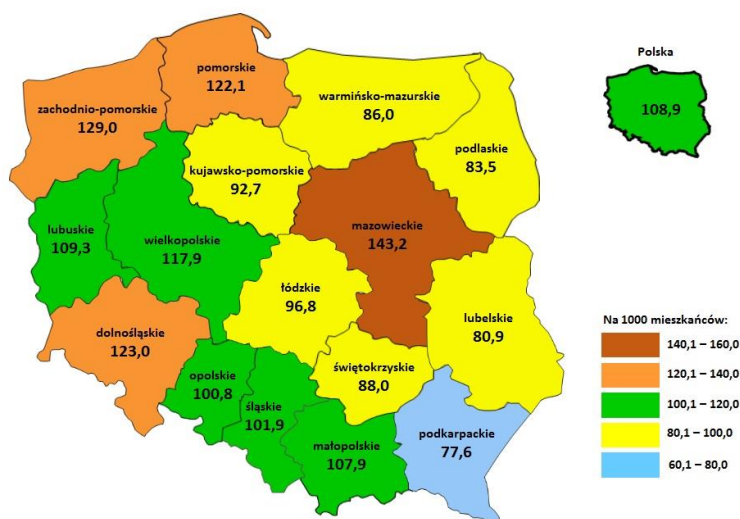 Polska
108,9
pomorskie
122,1
zachodnio-pomorskie
129,0
warmińsko-mazurskie
86,0
podlaskie
83,5
kujawsko-pomorskie
92,7
mazowieckie
143,2
lubuskie
109,3
wielkopolskie
117,9
łódzkie
96,8
lubelskie
80,9
dolnośląskie
123,0
świętokrzyskie
88,0
opolskie
100,8
śląskie
101,9
małopolskie
107,9
podkarpackie
77,6
Na 1000 mieszkańców:
140,1 – 160,0
120,1 – 140,0
100,1 – 120,0
80,1 – 100,0
60,1 – 80,0